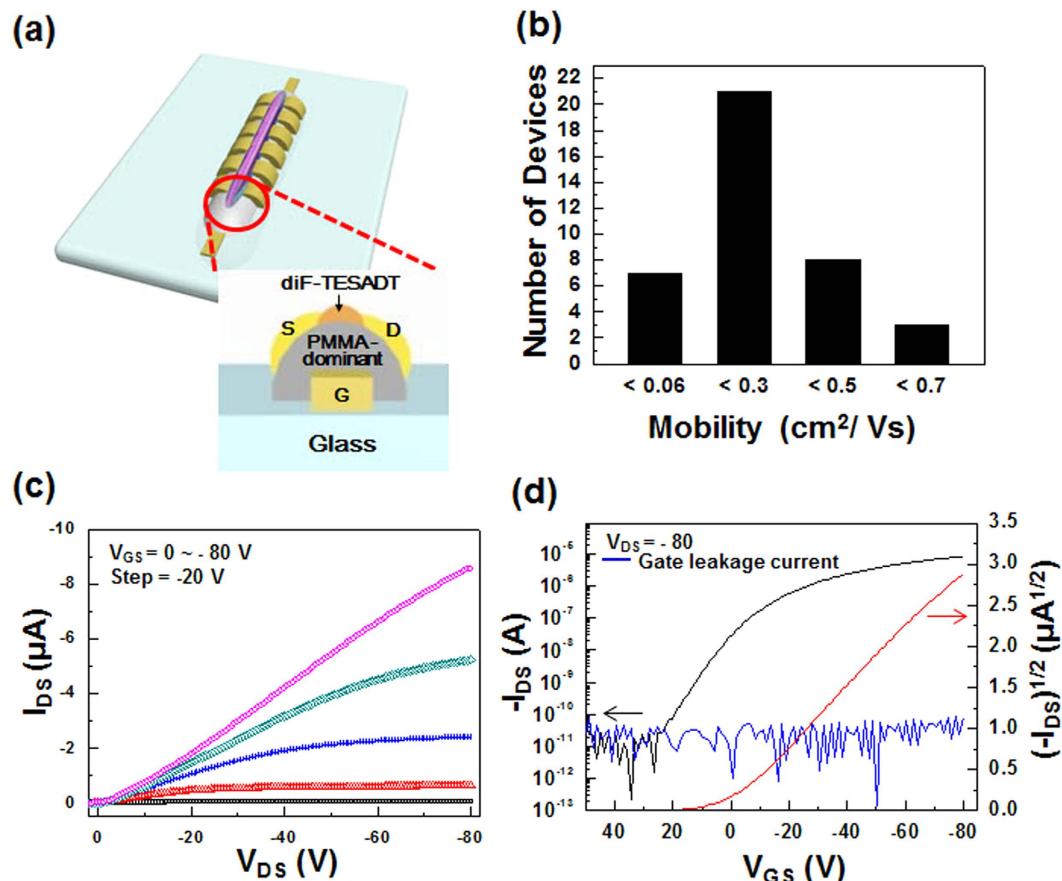 (a)
diF-TESADT
S
D
PMMA-
dominant
G
Glass
(b)
Number of Devices
22
20
18
16
14
12
10
8
6
4
2
0
< 0.06
< 0.3
< 0.5
< 0.7
Mobility (cm²/ Vs)
(c)
V_GS = 0 ~ - 80 V
Step = -20 V
I_DS (µA)
-10
-8
-6
-4
-2
0
0
-20
-40
-60
-80
V_DS (V)
(d)
V_DS = - 80
Gate leakage current
-I_DS (A)
10⁻⁵
10⁻⁶
10⁻⁷
10⁻⁸
10⁻⁹
10⁻¹⁰
10⁻¹¹
10⁻¹²
10⁻¹³
40
20
0
-20
-40
-60
-80
V_GS (V)
3.5
3.0
2.5
2.0
1.5
1.0
0.5
0.0
(-I_DS)^1/2 (µA^1/2)